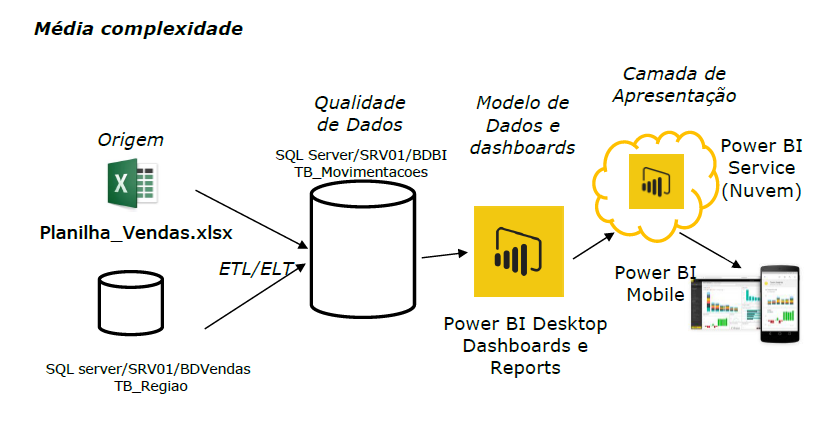 Média complexidade
Origem
Planilha_Vendas.xlsx
SQL server/SRV01/BDVendas
TB_Regiao
ETL/ELT
Qualidade
de Dados
SQL Server/SRV01/BDBI
TB_Movimentacoes
Modelo de
Dados e
dashboards
Power BI Desktop
Dashboards e
Reports
Camada de
Apresentação
Power BI
Service
(Nuvem)
Power BI
Mobile